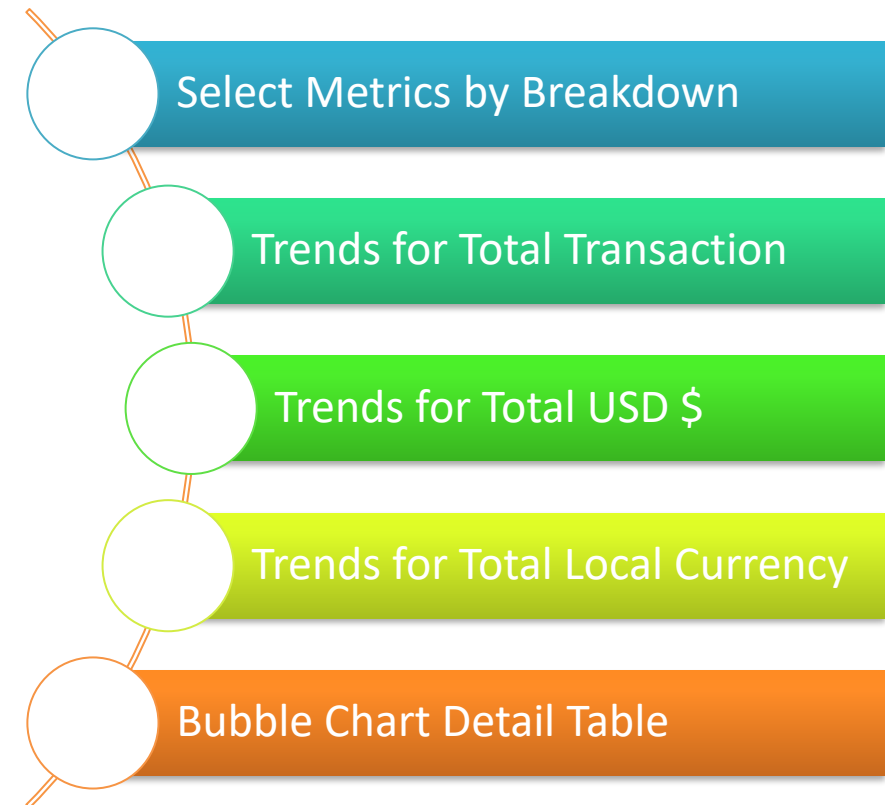 Select Metrics by Breakdown
Trends for Total Transaction
Trends for Total USD $
Trends for Total Local Currency
Bubble Chart Detail Table